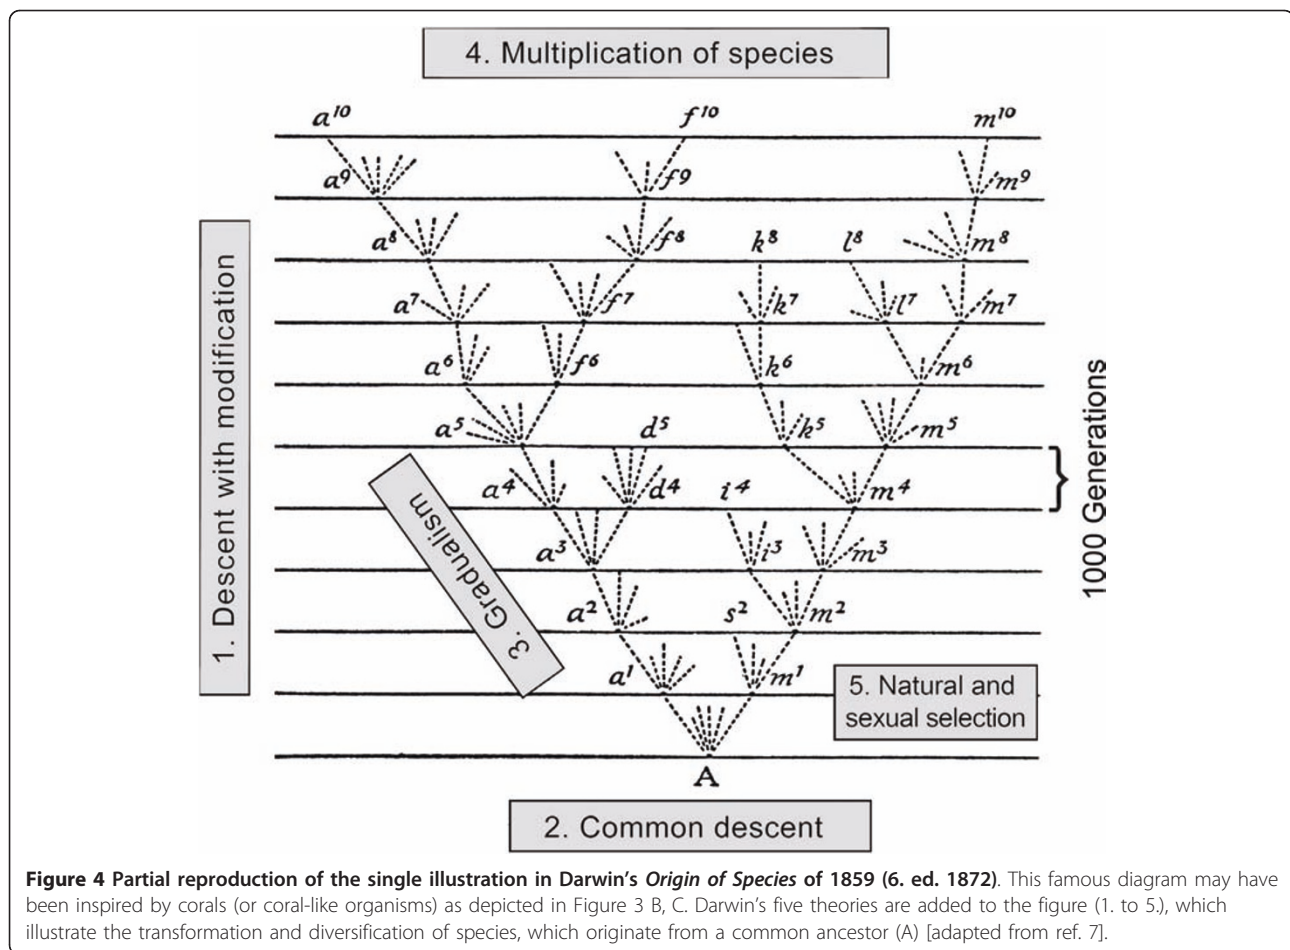 4. Multiplication of species
a10 f10 m10
a9 f9 m9
a8 f8 k8 l8 m8
a7 f7 k7 l7 m7
a6 f6 k6 m6
a5 d5 k5 m5
a4 d4 i4 m4
a3 i3 m3
a2 s2 m2
a1 m1
A
1. Descent with modification
3. Gradualism
1000 Generations
5. Natural and
sexual selection
2. Common descent
Figure 4 Partial reproduction of the single illustration in Darwin's Origin of Species of 1859 (6. ed. 1872). This famous diagram may have
been inspired by corals (or coral-like organisms) as depicted in Figure 3 B, C. Darwin's five theories are added to the figure (1. to 5.), which
illustrate the transformation and diversification of species, which originate from a common ancestor (A) [adapted from ref. 7].